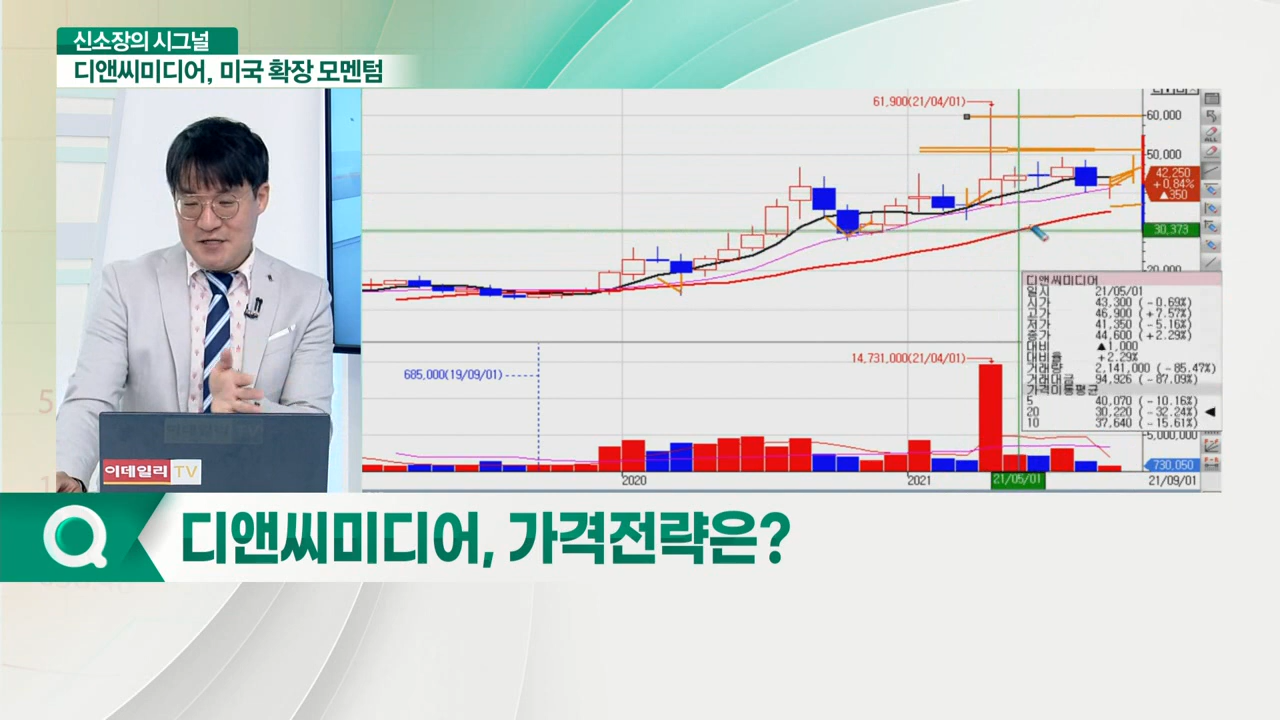 신소장의 시그널
디앤씨미디어, 미국 확장 모멘텀
61,900(21/04/01)
60,000
50,000
42,250
+0.84%
▲350
30,373
20,000
디앤씨미디어
일시 21/05/01
시가 43,300 ( -0.69%)
고가 46,900 ( +7.57%)
저가 41,350 ( -5.16%)
종가 44,600 ( +2.29%)
대비 ▲1,000
대비율 +2.29%
거래량 2,141,000 ( -85.47%)
거래대금 94,926 ( -87.09%)
가격이동평균
5 40,070 ( -10.16%)
20 30,220 ( -32.24%) ◀
10 37,640 ( -15.61%)
14,731,000(21/04/01)
685,000(19/09/01)
5,000,000
730,050
2020
2021
21/05/01
21/09/01
이데일리 TV
Q
디앤씨미디어, 가격전략은?